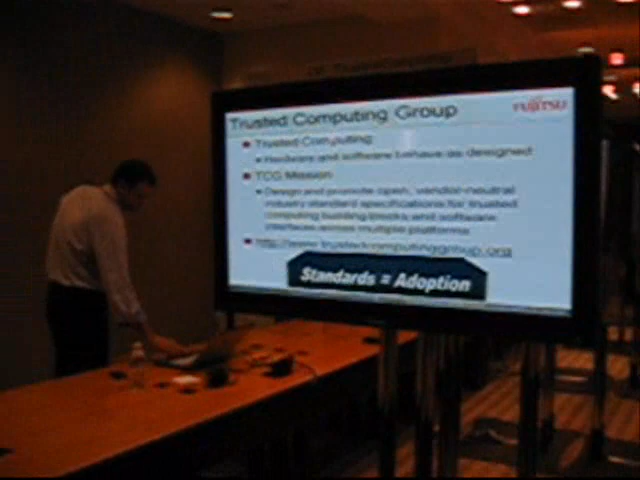 Trusted Computing Group
FUJITSU
Trusted Computing
Hardware and software behave as designed
TCG Mission
Design and promote open, vendor-neutral
industry standard specifications for trusted
computing building blocks and software
interfaces across multiple platforms
http://www.trustedcomputinggroup.org
Standards = Adoption